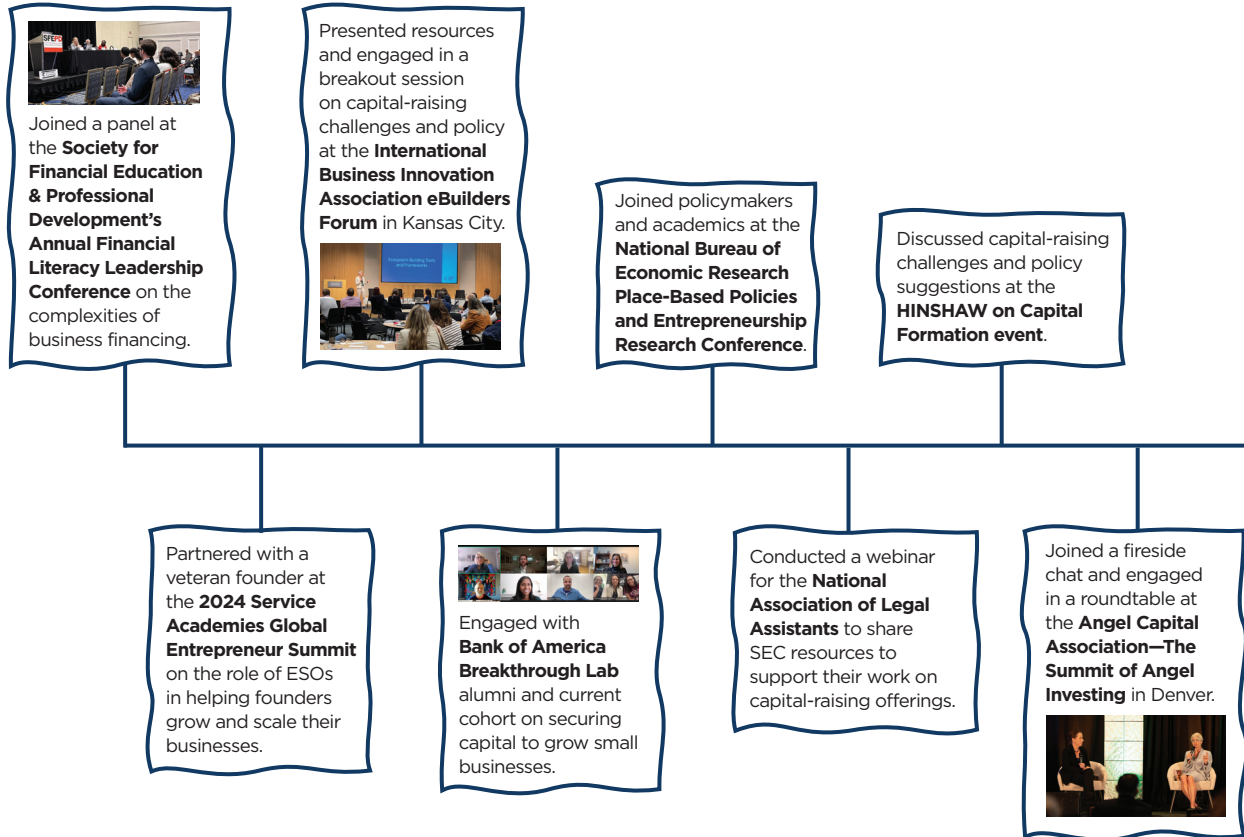 SFEPD
Joined a panel at
the Society for
Financial Education
& Professional
Development's
Annual Financial
Literacy Leadership
Conference on the
complexities of
business financing.
Partnered with a
veteran founder at
the 2024 Service
Academies Global
Entrepreneur Summit
on the role of ESOs
in helping founders
grow and scale their
businesses.
Presented resources
and engaged in a
breakout session
on capital-raising
challenges and policy
at the International
Business Innovation
Association eBuilders
Forum in Kansas City.
Ecosystem Building Stats
and Frameworks
Engaged with
Bank of America
Breakthrough Lab
alumni and current
cohort on securing
capital to grow small
businesses.
Joined policymakers
and academics at the
National Bureau of
Economic Research
Place-Based Policies
and Entrepreneurship
Research Conference.
Conducted a webinar
for the National
Association of Legal
Assistants to share
SEC resources to
support their work on
capital-raising offerings.
Discussed capital-raising
challenges and policy
suggestions at the
HINSHAW on Capital
Formation event.
Joined a fireside
chat and engaged
in a roundtable at
the Angel Capital
Association—The
Summit of Angel
Investing in Denver.